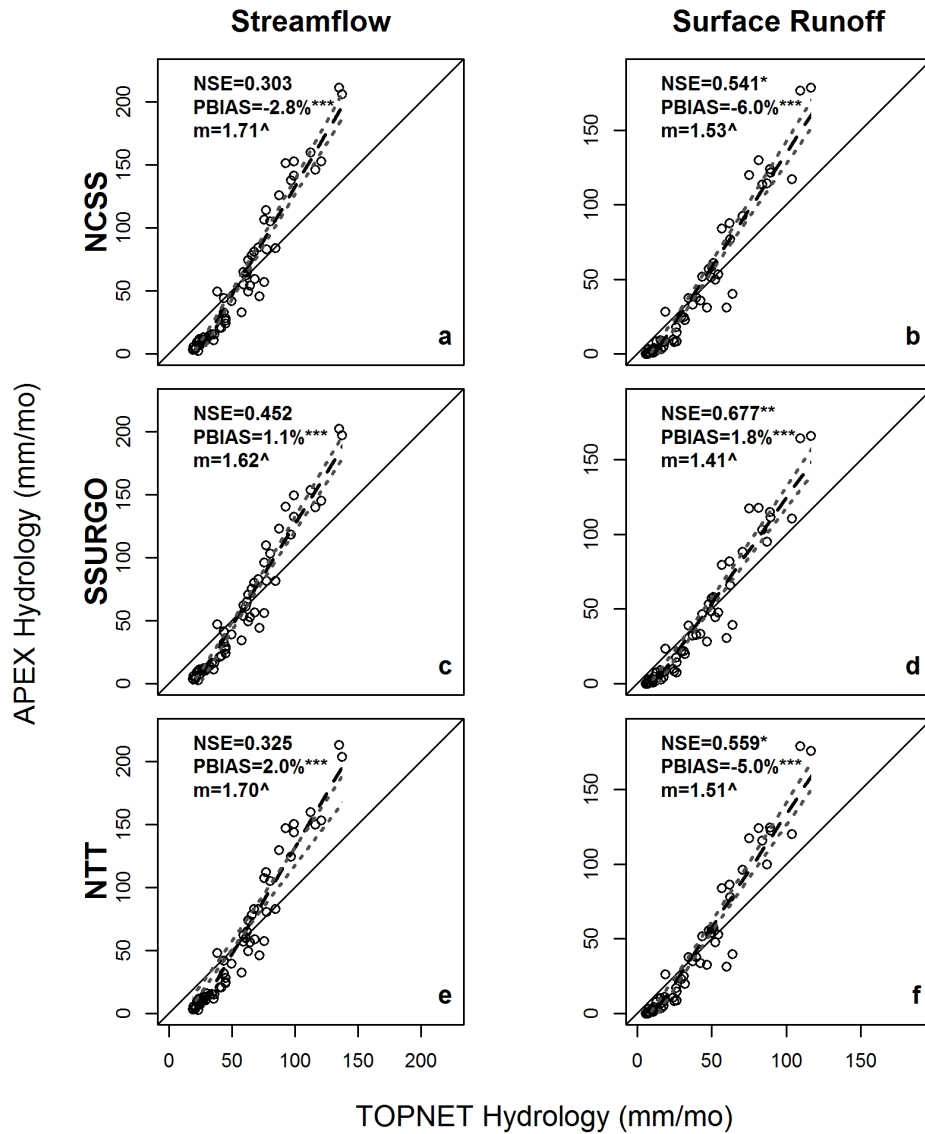 Streamflow
Surface Runoff
NCSS
NSE=0.303
PBIAS=-2.8%***
m=1.71^
a
0
50
100
150
200
NSE=0.541*
PBIAS=-6.0%***
m=1.53^
b
0
50
100
150
APEX Hydrology (mm/mo)
SSURGO
NSE=0.452
PBIAS=1.1%***
m=1.62^
c
0
50
100
150
200
NSE=0.677**
PBIAS=1.8%***
m=1.41^
d
0
50
100
150
NTT
NSE=0.325
PBIAS=2.0%***
m=1.70^
e
0
50
100
150
200
NSE=0.559*
PBIAS=-5.0%***
m=1.51^
f
0
50
100
150
0 50 100 150 200
0 50 100 150
TOPNET Hydrology (mm/mo)